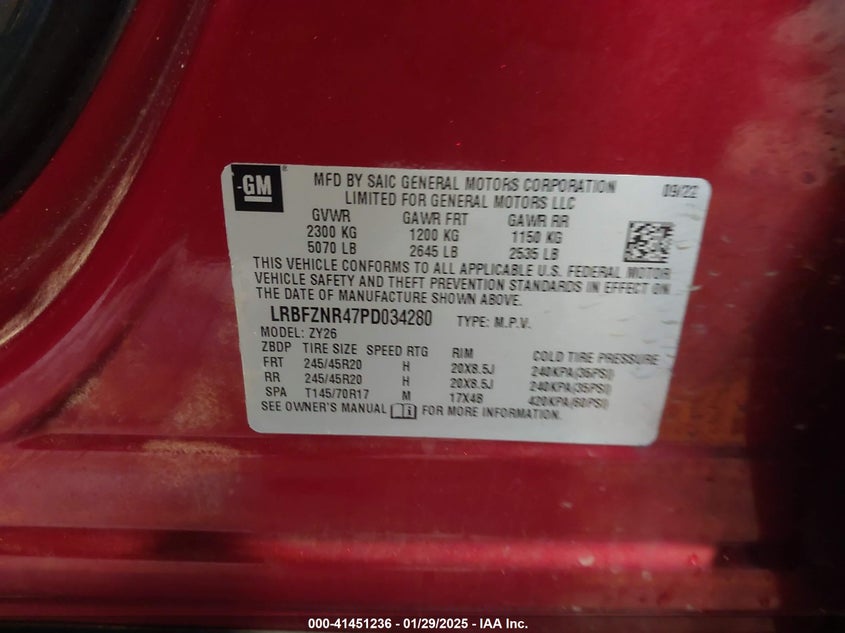 GM ®
MFD BY SAIC GENERAL MOTORS CORPORATION 09/22
LIMITED FOR GENERAL MOTORS LLC
GVWR GAWR FRT GAWR RR
2300 KG 1200 KG 1150 KG
5070 LB 2645 LB 2535 LB
THIS VEHICLE CONFORMS TO ALL APPLICABLE U.S. FEDERAL MOTOR
VEHICLE SAFETY AND THEFT PREVENTION STANDARDS IN EFFECT ON
THE DATE OF MANUFACTURE SHOWN ABOVE.
LRBFZNR47PD034280 TYPE: M.P.V.
MODEL: ZY26
ZBDP TIRE SIZE SPEED RTG RIM COLD TIRE PRESSURE
FRT 245/45R20 H 20X8.5J 240KPA(35PSI)
RR 245/45R20 H 20X8.5J 240KPA(35PSI)
SPA T145/70R17 M 17X4B 420KPA(60PSI)
SEE OWNER'S MANUAL FOR MORE INFORMATION.
000-41451236 - 01/29/2025 - IAA Inc.